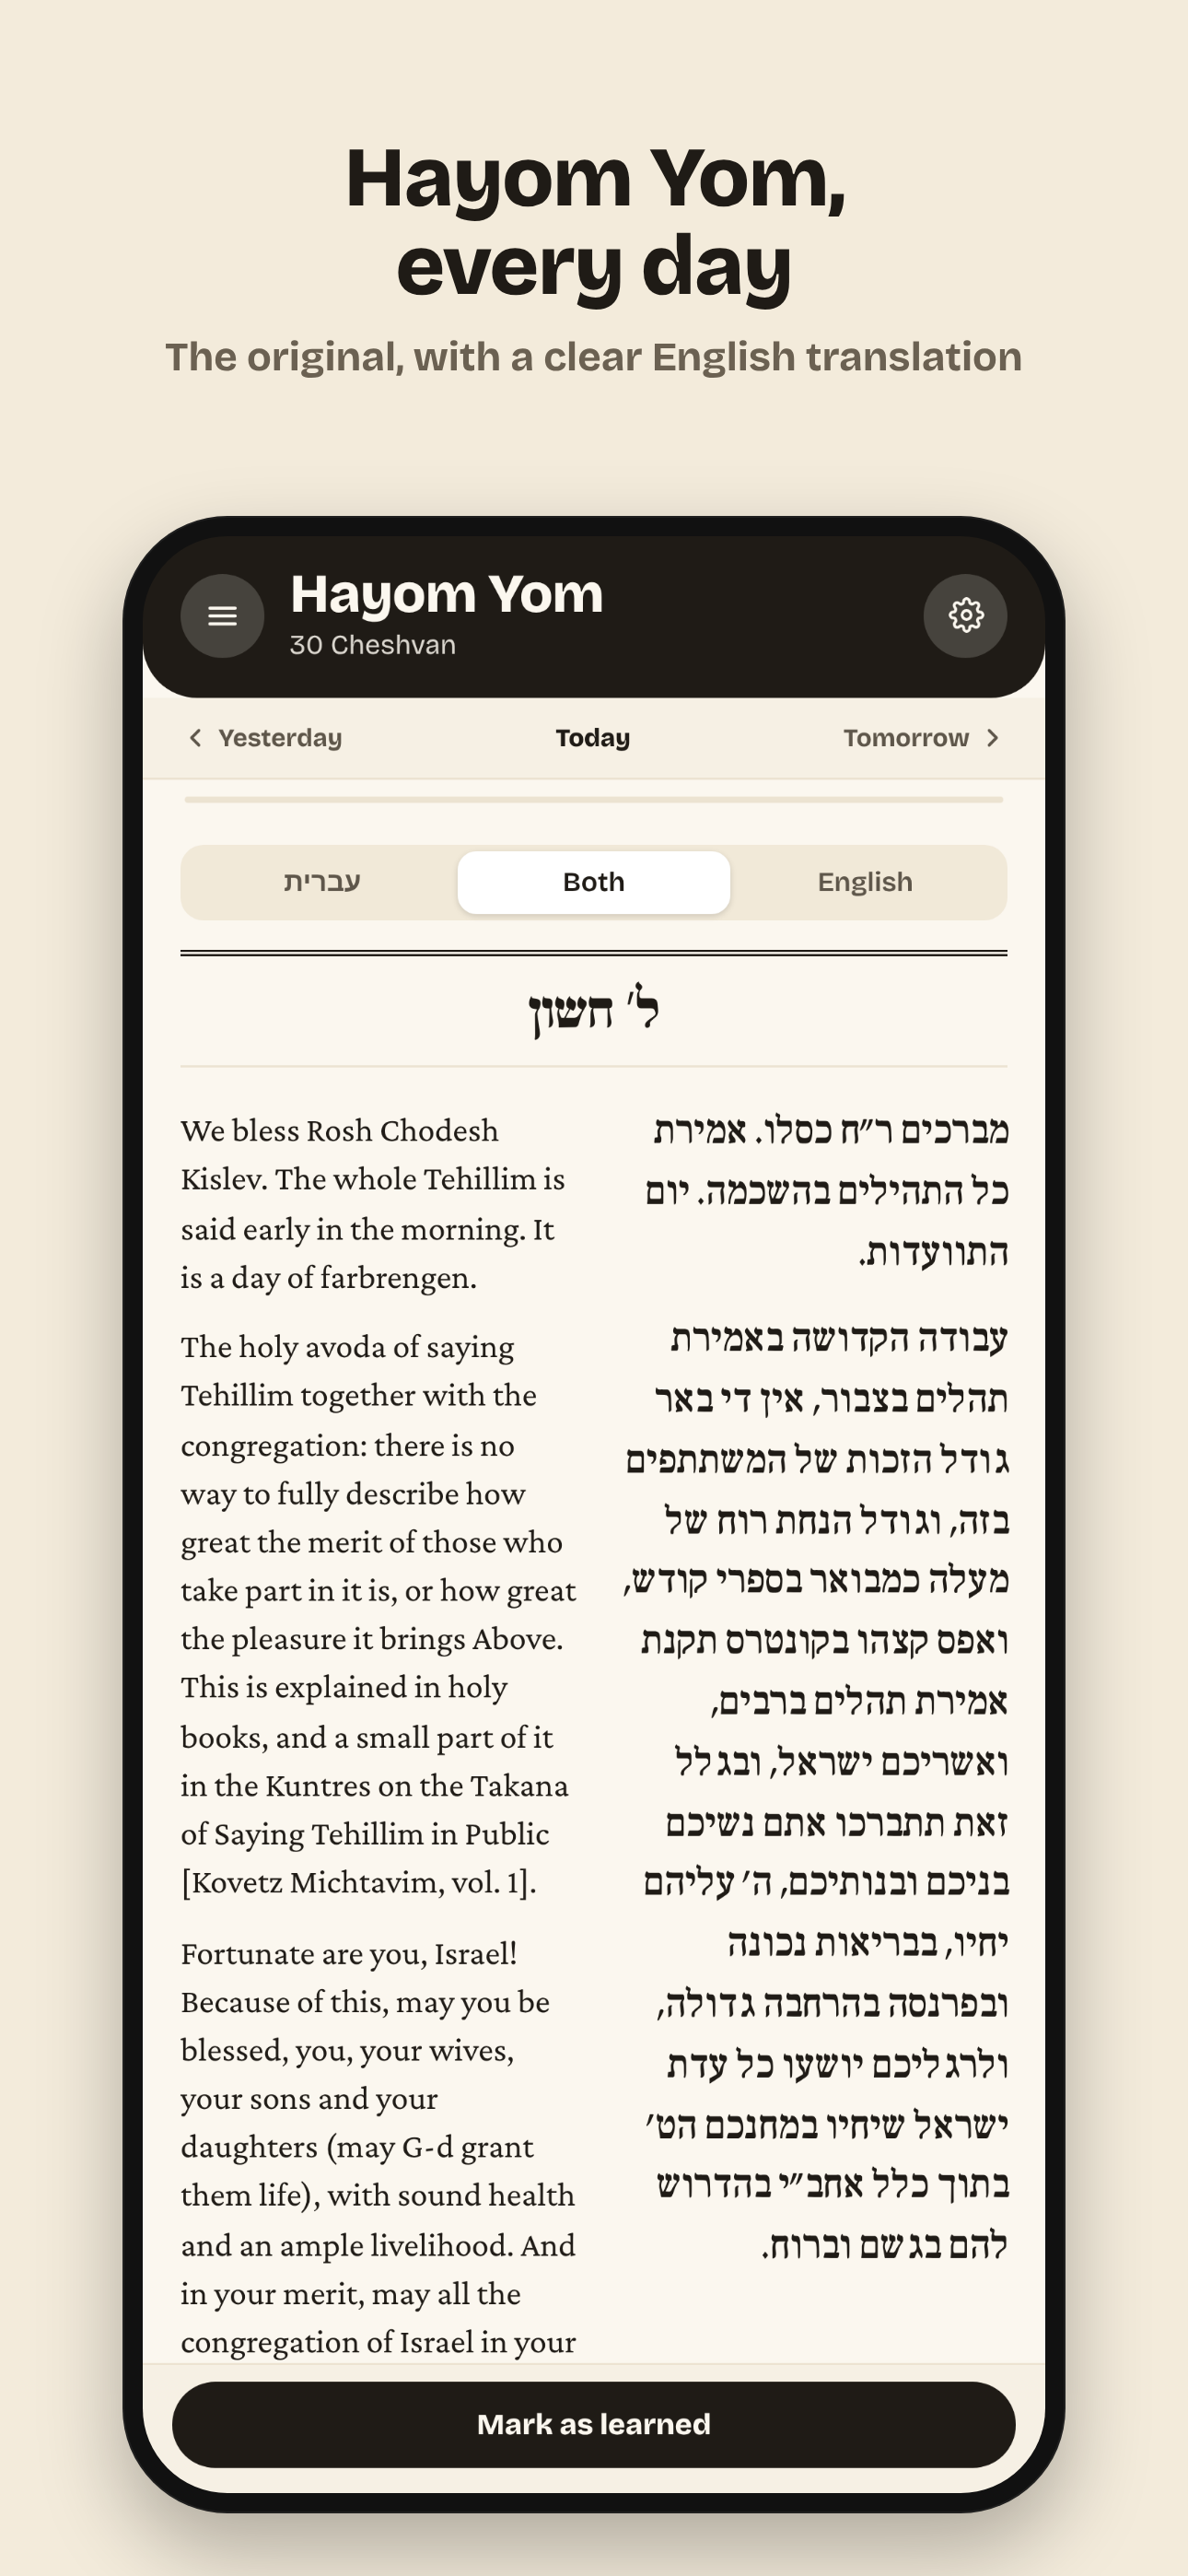 Hayom Yom,
every day
The original, with a clear English translation
Hayom Yom
30 Cheshvan
Yesterday
Today
Tomorrow
עברית
Both
English
ל׳ חשון
We bless Rosh Chodesh
Kislev. The whole Tehillim is
said early in the morning. It
is a day of farbrengen.
The holy avoda of saying
Tehillim together with the
congregation: there is no
way to fully describe how
great the merit of those who
take part in it is, or how great
the pleasure it brings Above.
This is explained in holy
books, and a small part of it
in the Kuntres on the Takana
of Saying Tehillim in Public
[Kovetz Michtavim, vol. 1].
Fortunate are you, Israel!
Because of this, may you be
blessed, you, your wives,
your sons and your
daughters (may G-d grant
them life), with sound health
and an ample livelihood. And
in your merit, may all the
congregation of Israel in your
מברכים ר״ח כסלו. אמירת
כל התהילים בהשכמה. יום
התוועדות.
עבודה הקדושה באמירת
תהלים בצבור, אין די באר
גודל הזכות של המשתתפים
בזה, וגודל הנחת רוח של
מעלה כמבואר בספרי קודש,
ואפס קצהו בקונטרס תקנת
אמירת תהלים ברבים,
ואשריכם ישראל, ובגלל
זאת תתברכו אתם נשיכם
בניכם ובנותיכם, ה׳ עליהם
יחיו, בבריאות נכונה
ובפרנסה בהרחבה גדולה,
ולרגליכם יושעו כל עדת
ישראל שיחיו במחנכם הט׳
בתוך כלל אחב״י בהדרוש
להם בגשם וברוח.
Mark as learned